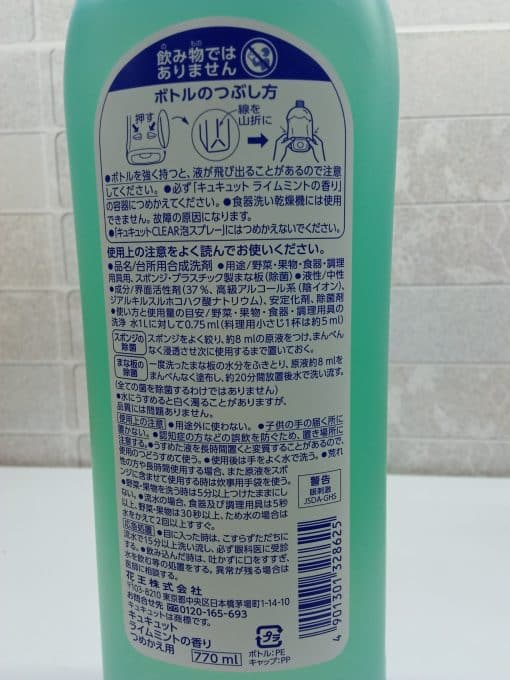 飲み物では
ありません
ボトルのつぶし方
押す
線を
山折に
●ボトルを強く持つと、液が飛び出ることがあるので注意
してください。●必ず「キュキュット ライムミントの香り」
の容器につめかえてください。●食器洗い乾燥機には使用
できません。故障の原因になります。
●「キュキュットCLEAR泡スプレー」にはつめかえないでください。
使用上の注意をよく読んでお使いください。
●品名/台所用合成洗剤 ●用途/野菜・果物・食器・調理
用具用、スポンジ・プラスチック製まな板(除菌) ●液性/中性
●成分/界面活性剤(37%、高級アルコール系(陰イオン)、
ジアルキルスルホコハク酸ナトリウム)、安定化剤、除菌剤
●使い方と使用量の目安/野菜・果物・食器・調理用具の
洗浄 水1Lに対して0.75ml(料理用小さじ1杯は約5ml)
スポンジの
除菌
スポンジをよく絞り、約8mlの原液をつけ、まんべん
なく浸透させ次に使用するまで置いておく。
まな板の
除菌
一度洗ったまな板の水分をふきとり、原液約8mlを
まんべんなく塗布し、約20分間放置後水で洗い流す。
(全ての菌を除菌するわけではありません)
●水にうすめると白く濁ることがありますが、
品質には問題ありません。
使用上の注意 ●用途外に使わない。●子供の手の届く所に
置かない。●認知症の方などの誤飲を防ぐため、置き場所に
注意する。●うすめた液を長時間置くと変質することがあるので、
使用のつどうすめて使う。●使用後は手をよく水で洗う。●荒れ
性の方や長時間使用する場合、また原液をスポ
ンジに含ませて使用する時は炊事用手袋を使う。
●野菜・果物を洗う時は5分以上つけたままにし
ない。●流水の場合、食器及び調理用具は5秒
以上、野菜・果物は30秒以上、ため水の場合は
水をかえて2回以上すすぐ。
応急処置 ●目に入った時は、こすらずただちに
流水で15分以上洗い流し、必ず眼科医に受診
する。●飲み込んだ時は、吐かずに口をすすぎ、
水を飲む等の処置をする。異常が残る場合は
医師に相談する。
花王株式会社
〒103-8210 東京都中央区日本橋茅場町1-14-10
お問合せ先 0120-165-693
キュキュットは商標です。
キュキュット
ライムミントの香り
つめかえ用
770ml
警告
眼刺激
JSDA-GHS
4 901301 328625
プラ
ボトル:PE
キャップ:PP